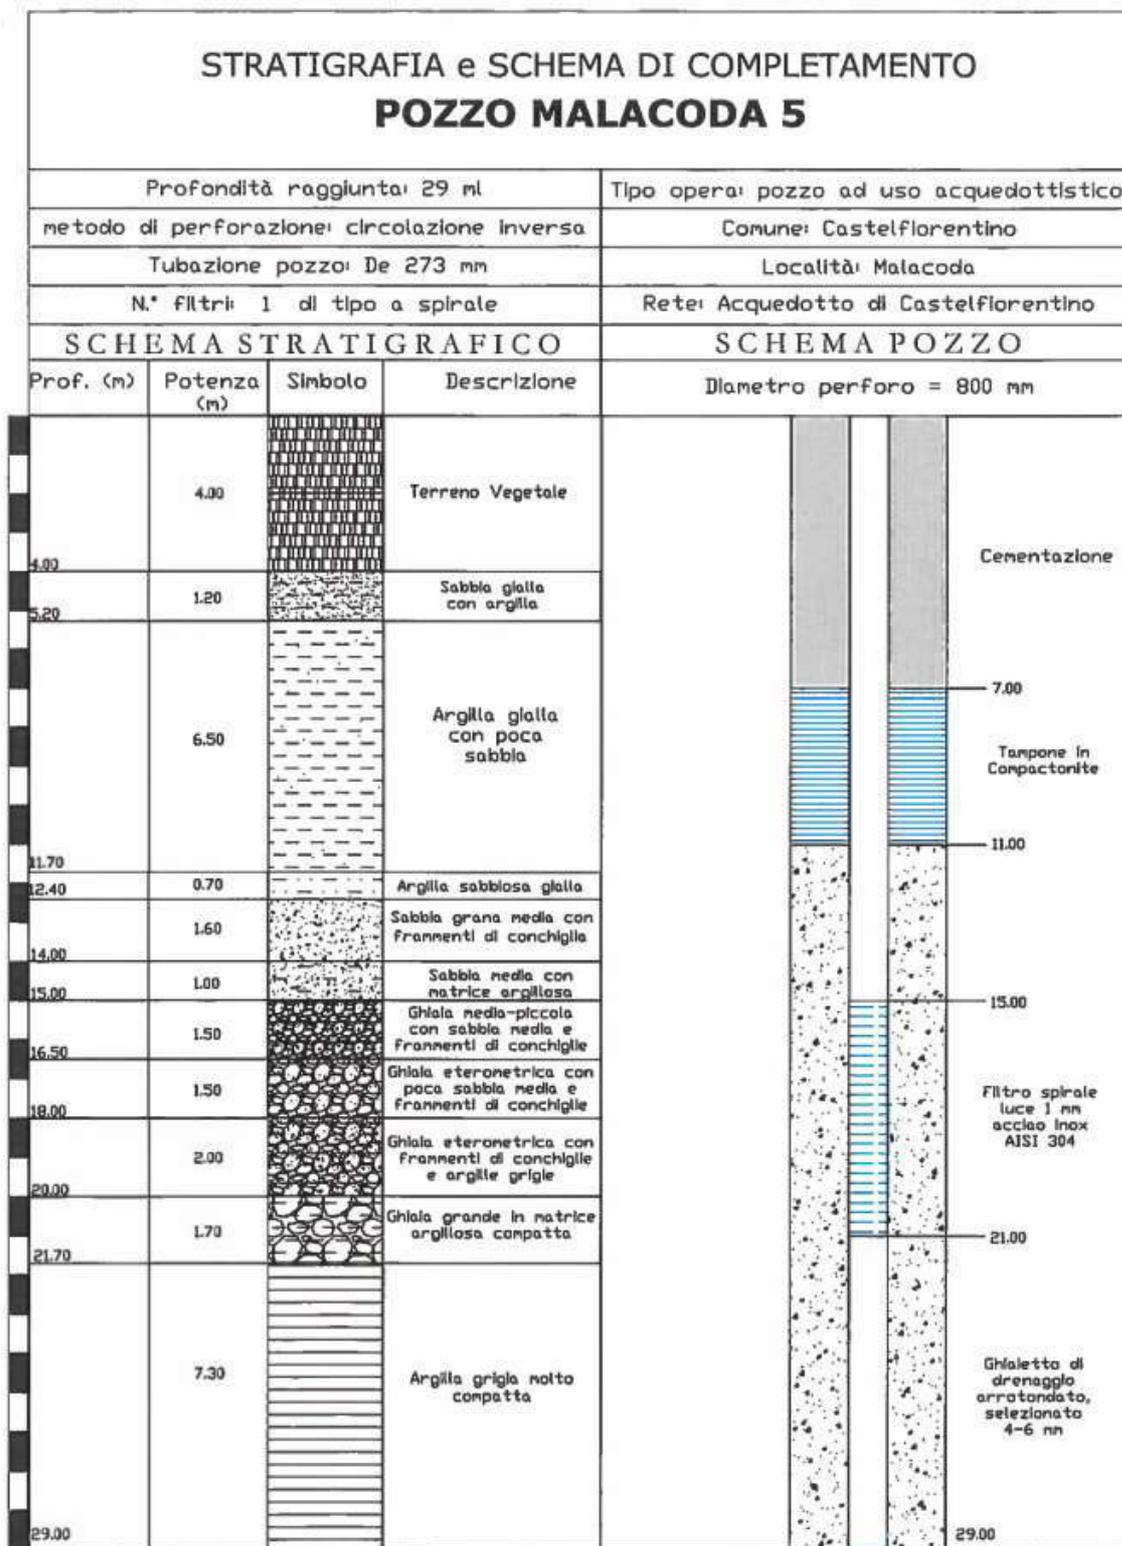 STRATIGRAFIA e SCHEMA DI COMPLETAMENTO
POZZO MALACODA 5
Profondità raggiunta: 29 ml
Tipo opera: pozzo ad uso acquedottistico
metodo di perforazione: circolazione inversa
Comune: Castelfiorentino
Tubazione pozzo: De 273 mm
Località: Malacoda
N.° filtri: 1 di tipo a spirale
Rete: Acquedotto di Castelfiorentino
SCHEMA STRATIGRAFICO
SCHEMA POZZO
Prof. (m)
Potenza
(m)
Simbolo
Descrizione
Diametro perforo = 800 mm
4.00
Terreno Vegetale
4.00
1.20
Sabbia gialla
con argilla
5.20
6.50
Argilla gialla
con poca
sabbia
11.70
0.70
Argilla sabbiosa gialla
12.40
1.60
Sabbia grana media con
frammenti di conchiglia
14.00
1.00
Sabbia media con
matrice argillosa
15.00
1.50
Ghiaia media-piccola
con sabbia media e
frammenti di conchiglie
16.50
1.50
Ghiaia eterometrica con
poca sabbia media e
frammenti di conchiglie
18.00
2.00
Ghiaia eterometrica con
frammenti di conchiglie
e argille grigie
20.00
1.70
Ghiaia grande in matrice
argillosa compatta
21.70
7.30
Argilla grigia molto
compatta
29.00
Cementazione
7.00
Tampone in
Compactonite
11.00
15.00
Filtro spirale
luce 1 mm
acciao inox
AISI 304
21.00
Ghiaietto di
drenaggio
arrotondato,
selezionato
4-6 mm
29.00